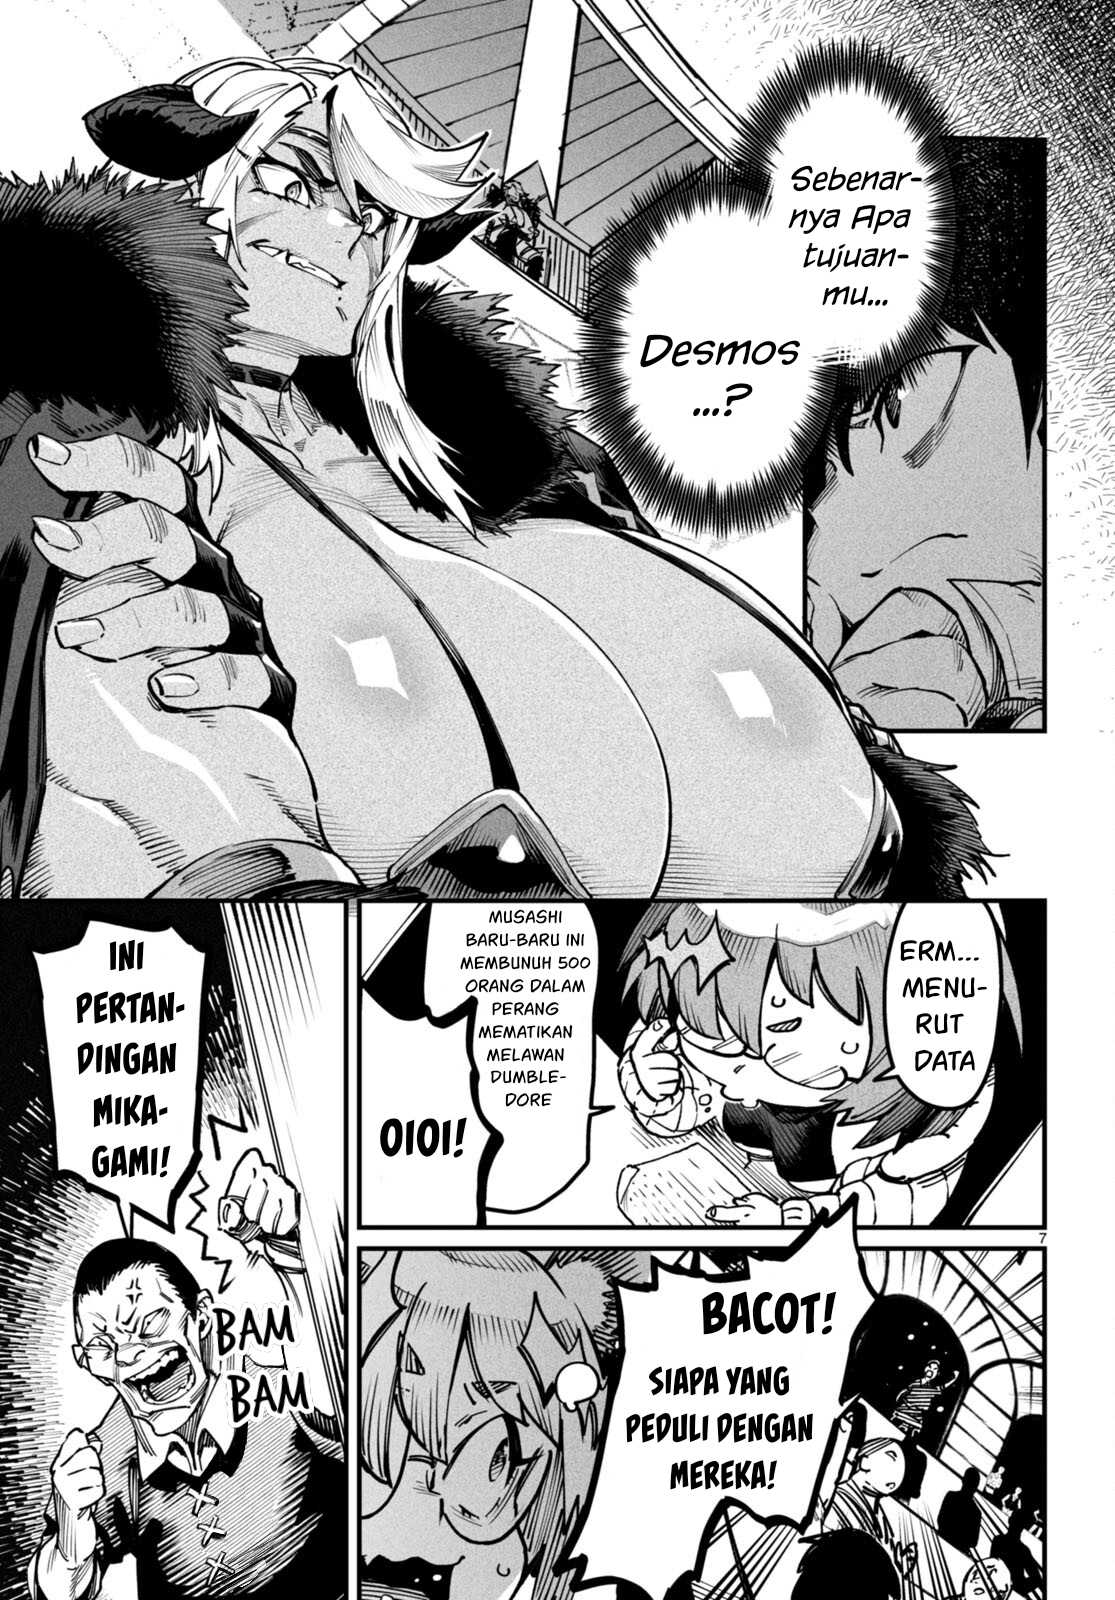 Sebenar-
nya Apa
tujuan-
mu...
Desmos
...?
ERM...
MENU-
RUT
DATA
MUSASHI
BARU-BARU INI
MEMBUNUH 500
ORANG DALAM
PERANG
MEMATIKAN
MELAWAN
DUMBLE-
DORE
OIOI!
7
INI
PERTAN-
DINGAN
MIKA-
GAMI!
BAM
BAM
BACOT!
SIAPA YANG
PEDULI DENGAN
MEREKA!